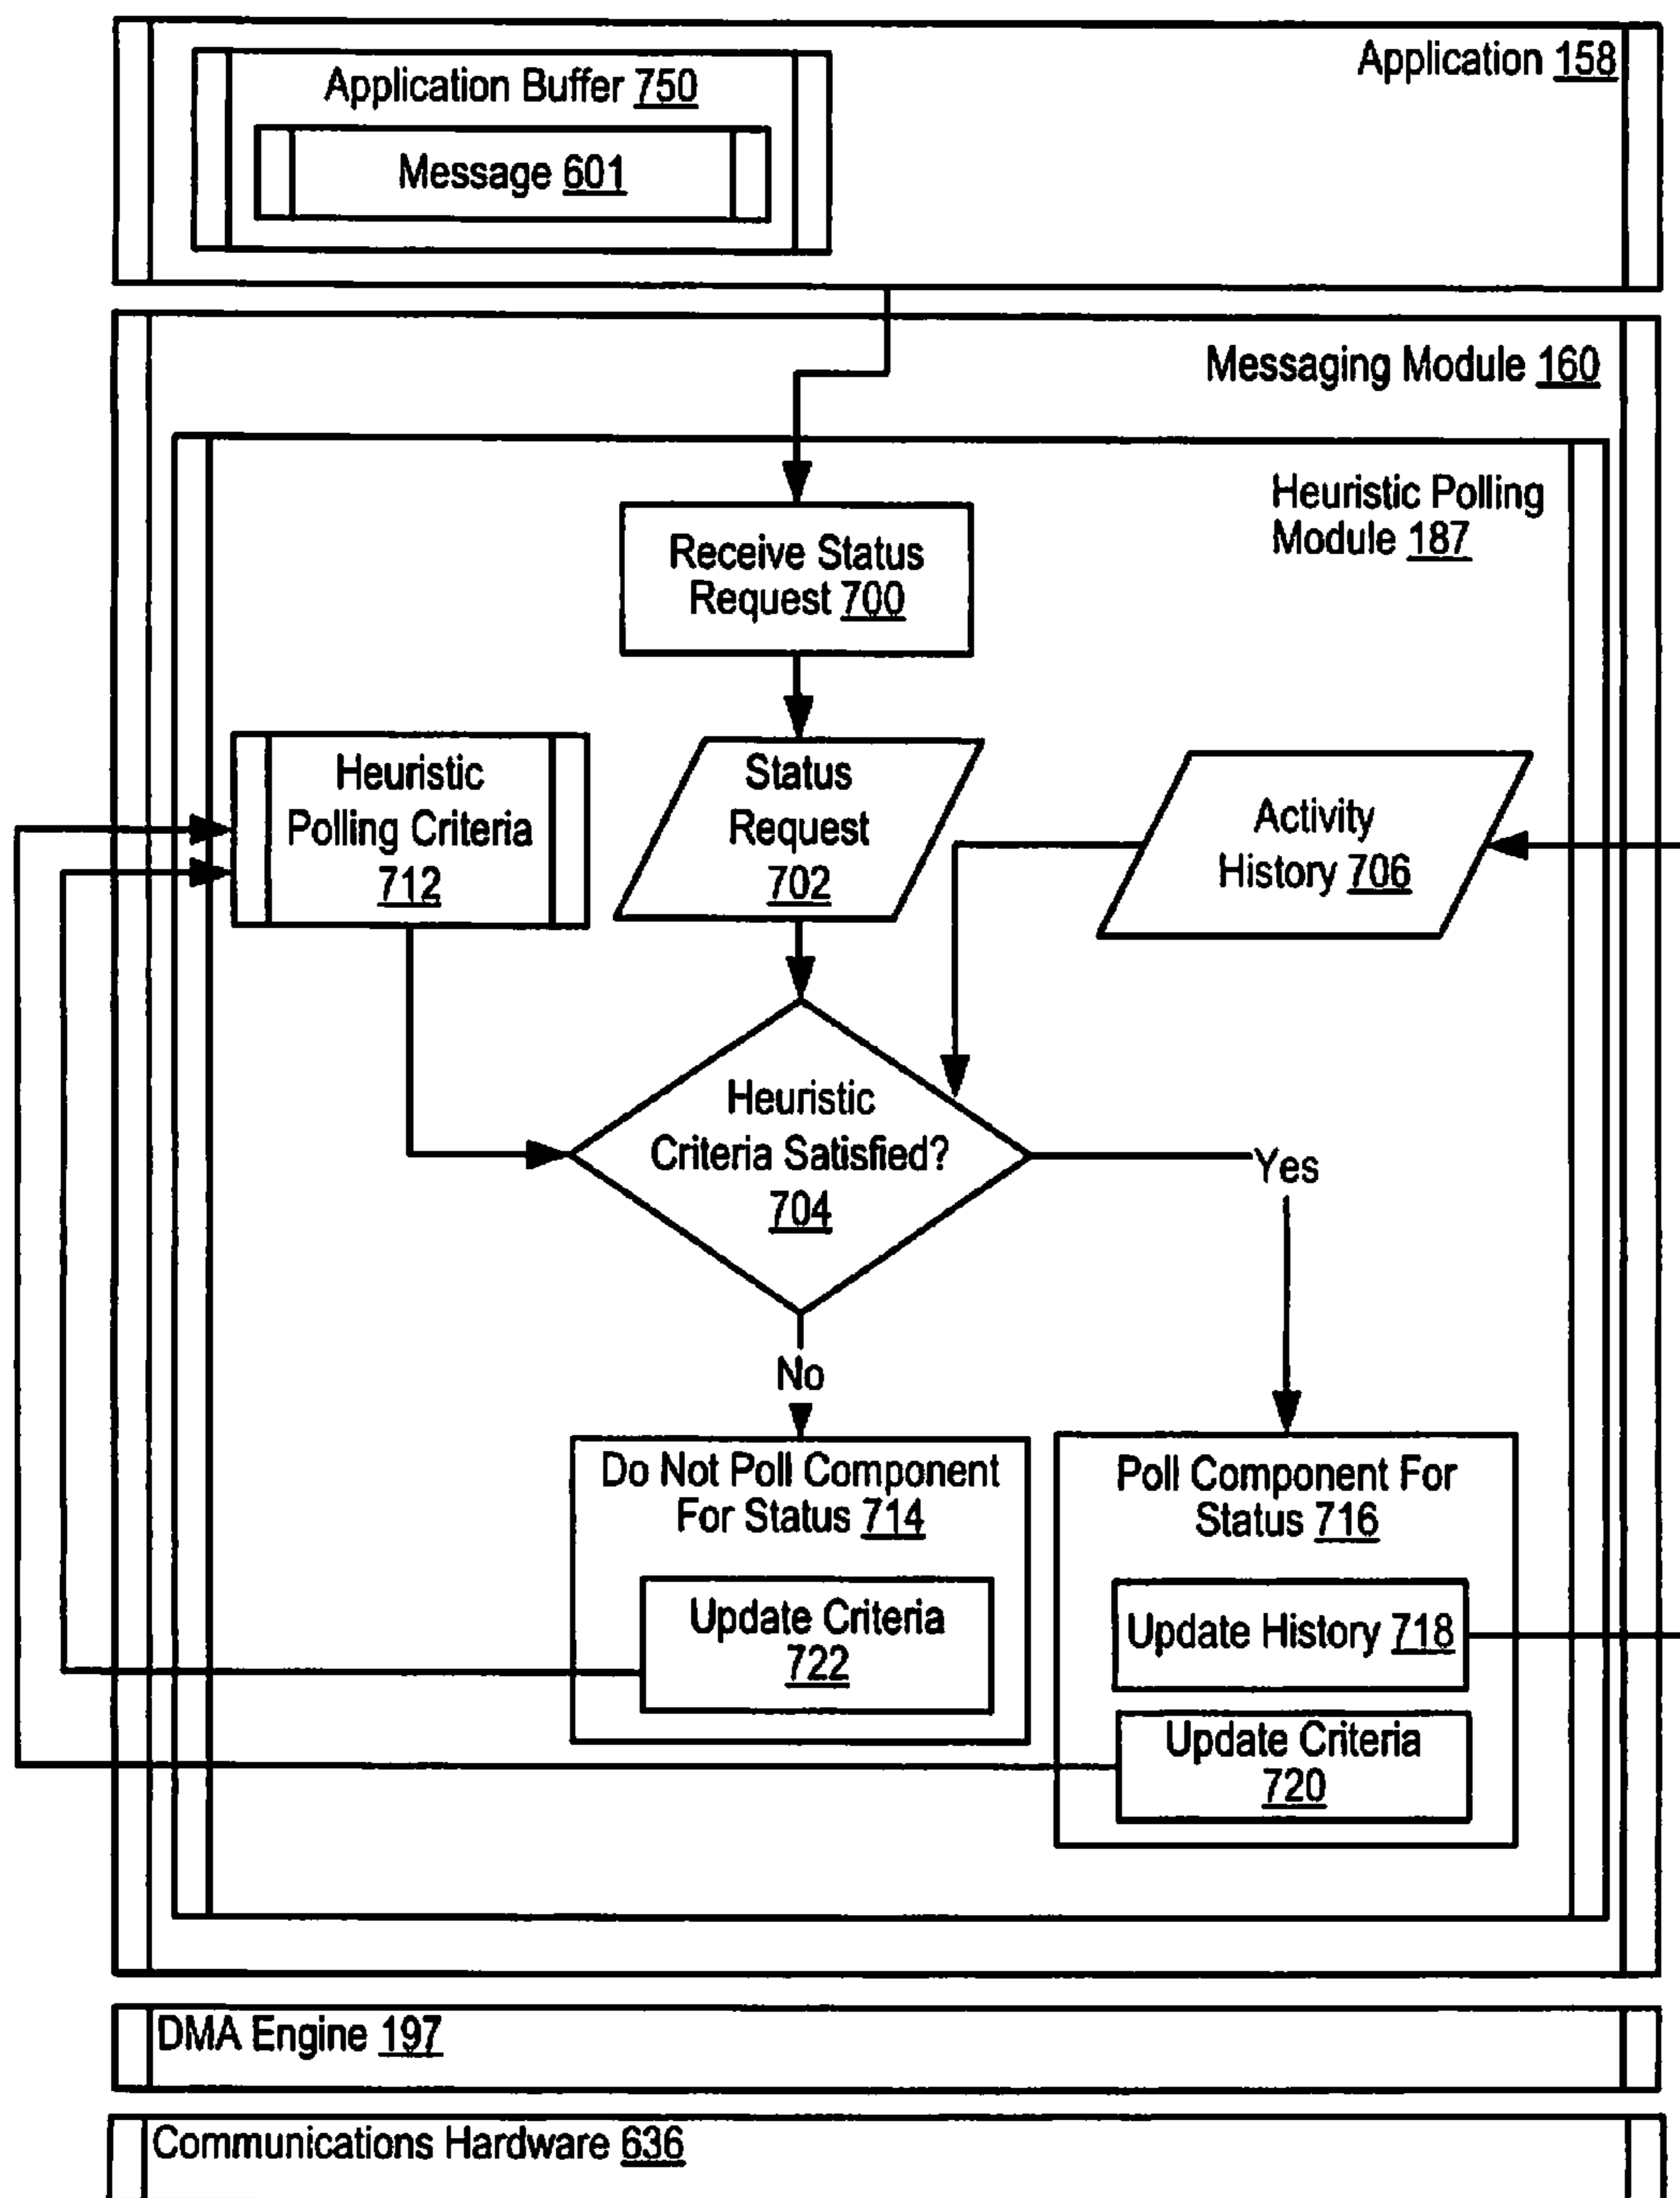 Application 158
Application Buffer 750
Message 601
Messaging Module 160
Heuristic Polling
Module 187
Receive Status
Request 700
Heuristic
Polling Criteria
712
Status
Request
702
Activity
History 706
Heuristic
Criteria Satisfied?
704
Yes
No
Do Not Poll Component
For Status 714
Update Criteria
722
Poll Component For
Status 716
Update History 718
Update Criteria
720
DMA Engine 197
Communications Hardware 636